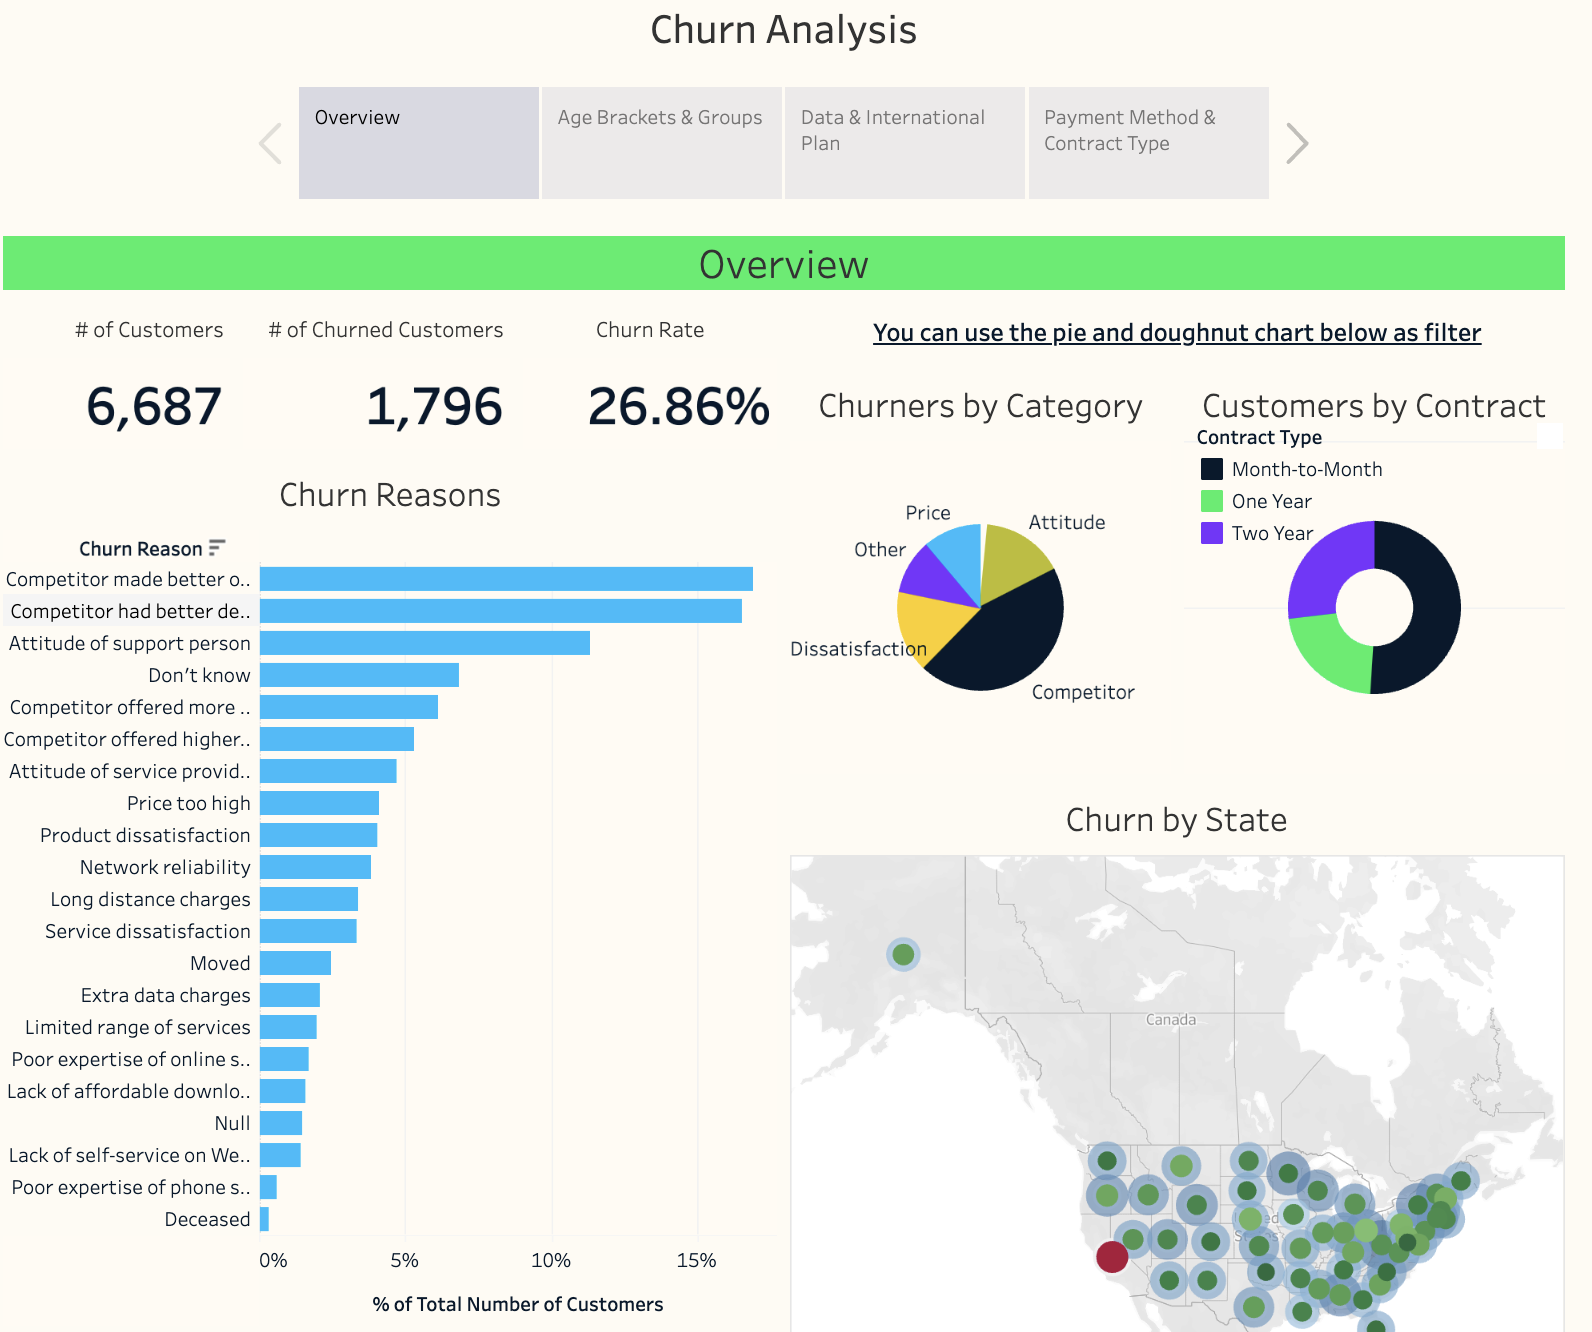 Churn Analysis
Overview
Age Brackets & Groups
Data & International
Plan
Payment Method &
Contract Type
Overview
# of Customers
# of Churned Customers
Churn Rate
6,687
1,796
26.86%
You can use the pie and doughnut chart below as filter
Churn Reasons
Churn Reason
Competitor made better o..
Competitor had better de..
Attitude of support person
Don't know
Competitor offered more ..
Competitor offered higher..
Attitude of service provid..
Price too high
Product dissatisfaction
Network reliability
Long distance charges
Service dissatisfaction
Moved
Extra data charges
Limited range of services
Poor expertise of online s..
Lack of affordable downlo..
Null
Lack of self-service on We..
Poor expertise of phone s..
Deceased
0% 5% 10% 15%
% of Total Number of Customers
Churners by Category
Price
Attitude
Other
Dissatisfaction
Competitor
Customers by Contract
Contract Type
Month-to-Month
One Year
Two Year
Churn by State
Canada